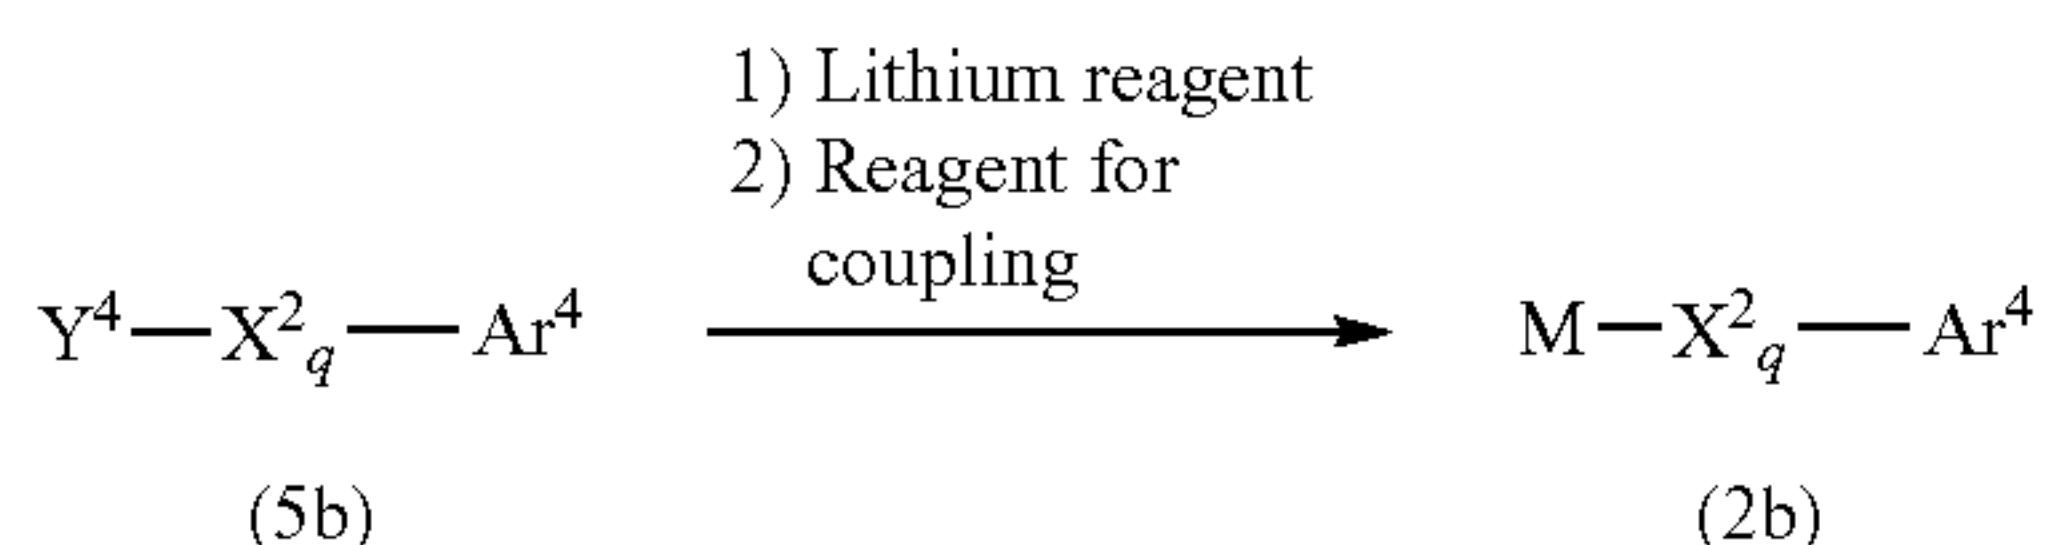 1) Lithium reagent
2) Reagent for
coupling
Y⁴—X²q—Ar⁴ M—X²q—Ar⁴
(5b) (2b)